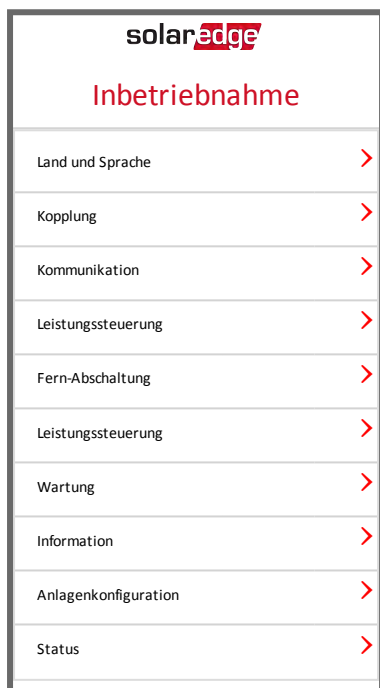 solaredge
Inbetriebnahme
Land und Sprache
Kopplung
Kommunikation
Leistungssteuerung
Fern-Abschaltung
Leistungssteuerung
Wartung
Information
Anlagenkonfiguration
Status